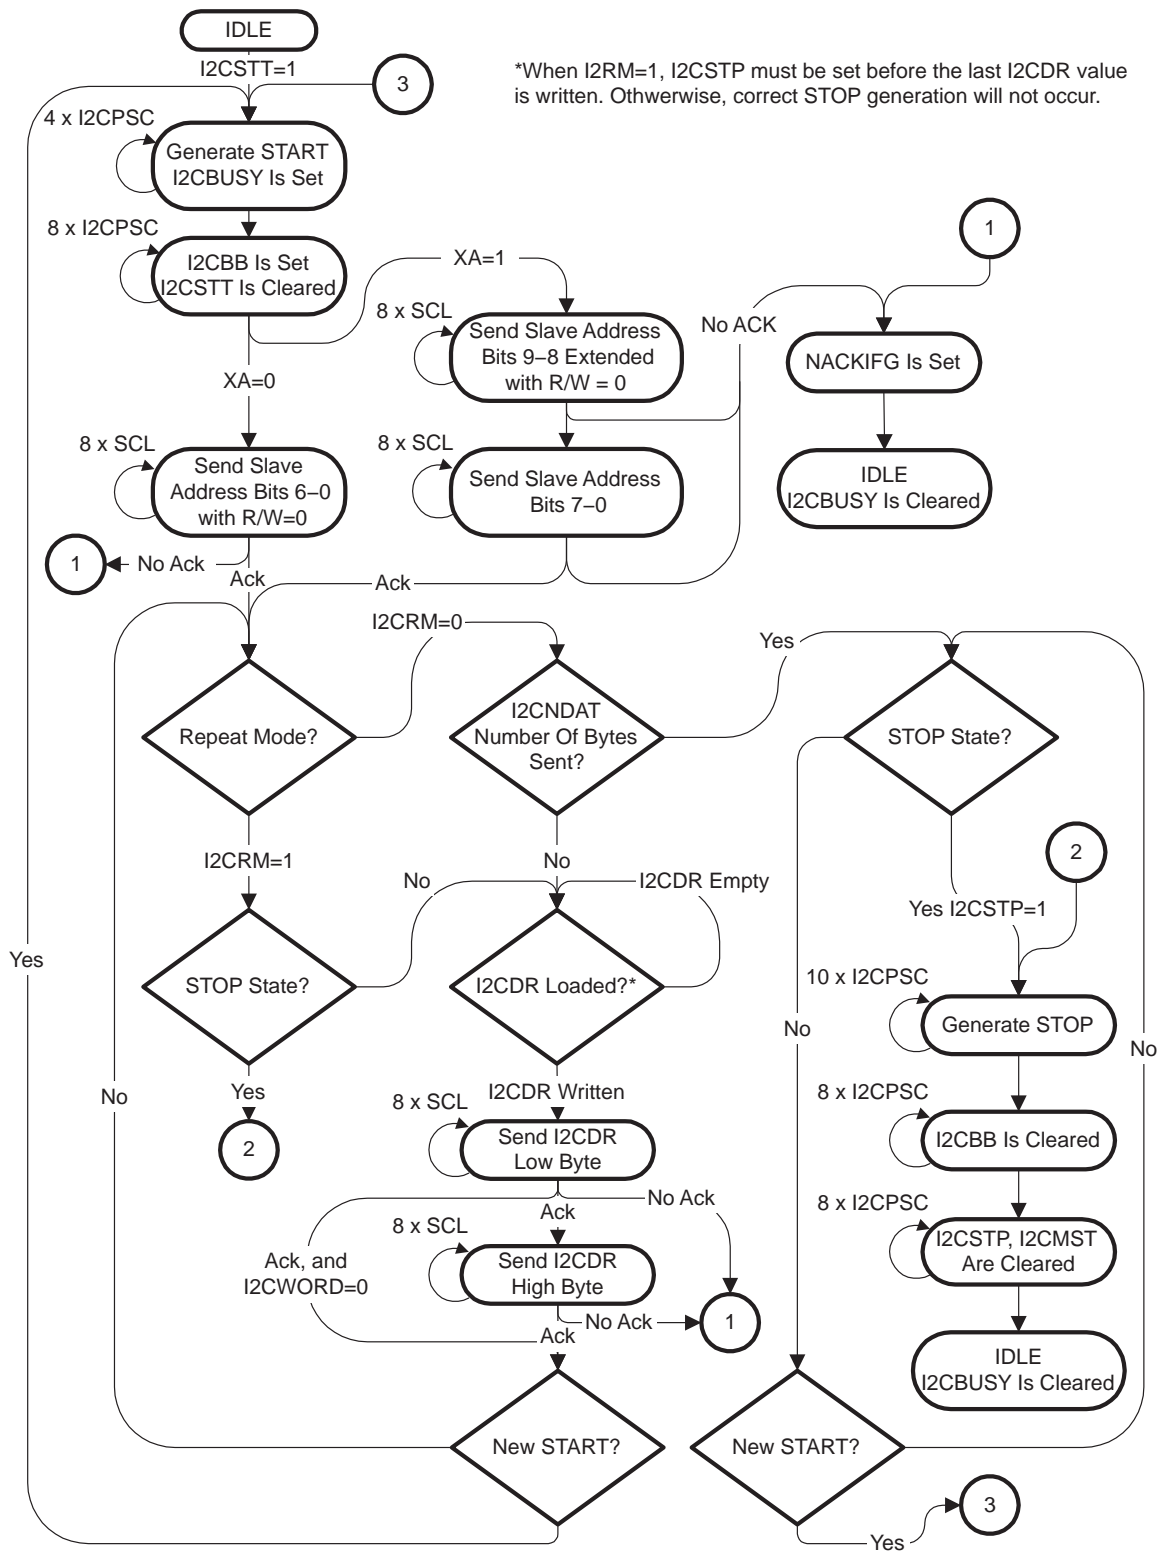 IDLE
I2CSTT=1
3
*When I2RM=1, I2CSTP must be set before the last I2CDR value
is written. Othwerwise, correct STOP generation will not occur.
4 x I2CPSC
Generate START
I2CBUSY Is Set
8 x I2CPSC
I2CBB Is Set
I2CSTT Is Cleared
XA=1
1
8 x SCL
Send Slave Address
Bits 9–8 Extended
with R/W = 0
No ACK
NACKIFG Is Set
XA=0
8 x SCL
Send Slave
Address Bits 6–0
with R/W=0
8 x SCL
Send Slave Address
Bits 7–0
IDLE
I2CBUSY Is Cleared
1
No Ack
Ack
Ack
I2CRM=0
Yes
Repeat Mode?
I2CNDAT
Number Of Bytes
Sent?
STOP State?
I2CRM=1
No
No
I2CDR Empty
2
Yes I2CSTP=1
Yes
STOP State?
I2CDR Loaded?*
10 x I2CPSC
Generate STOP
No
No
No
Yes
2
I2CDR Written
8 x SCL
Send I2CDR
Low Byte
8 x I2CPSC
I2CBB Is Cleared
No Ack
Ack
8 x SCL
Send I2CDR
High Byte
Ack, and
I2CWORD=0
8 x I2CPSC
I2CSTP, I2CMST
Are Cleared
No Ack
1
Ack
IDLE
I2CBUSY Is Cleared
New START?
New START?
3
Yes